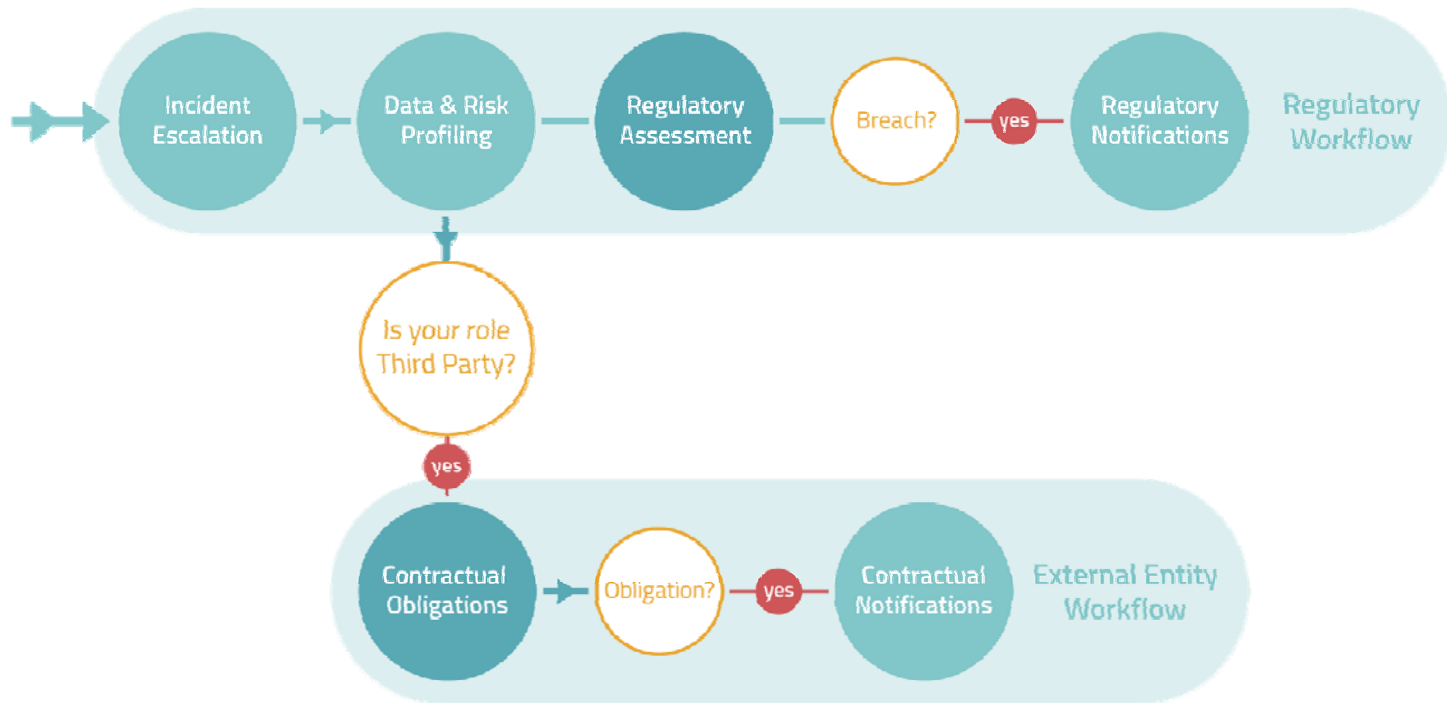 Incident
Escalation
Data & Risk
Profiling
Regulatory
Assessment
Breach?
yes
Regulatory
Notifications
Regulatory
Workflow
Is your role
Third Party?
yes
Contractual
Obligations
Obligation?
yes
Contractual
Notifications
External Entity
Workflow